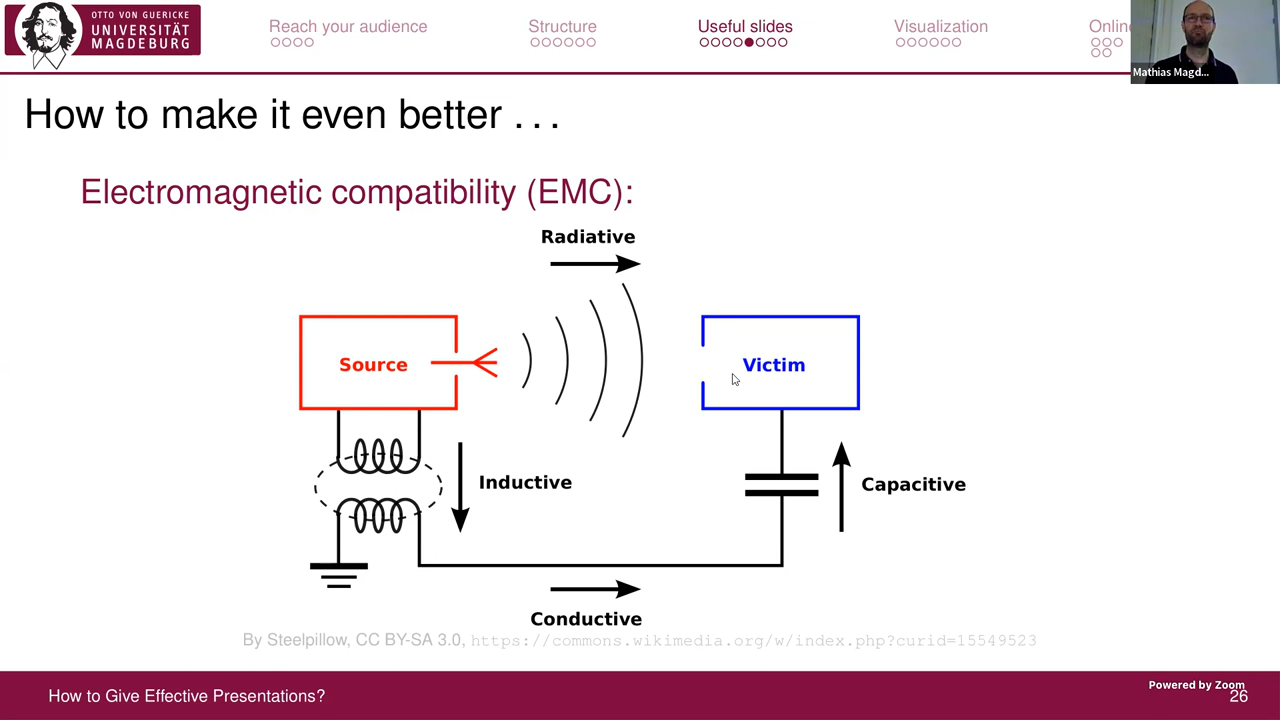 OTTO VON GUERICKE
UNIVERSITÄT
MAGDEBURG
Reach your audience
Structure
Useful slides
Visualization
Onlin
Mathias Magd...
How to make it even better . . .
Electromagnetic compatibility (EMC):
Radiative
Source
Victim
Inductive
Capacitive
Conductive
By Steelpillow, CC BY-SA 3.0, https://commons.wikimedia.org/w/index.php?curid=15549523
How to Give Effective Presentations?
Powered by Zoom
26